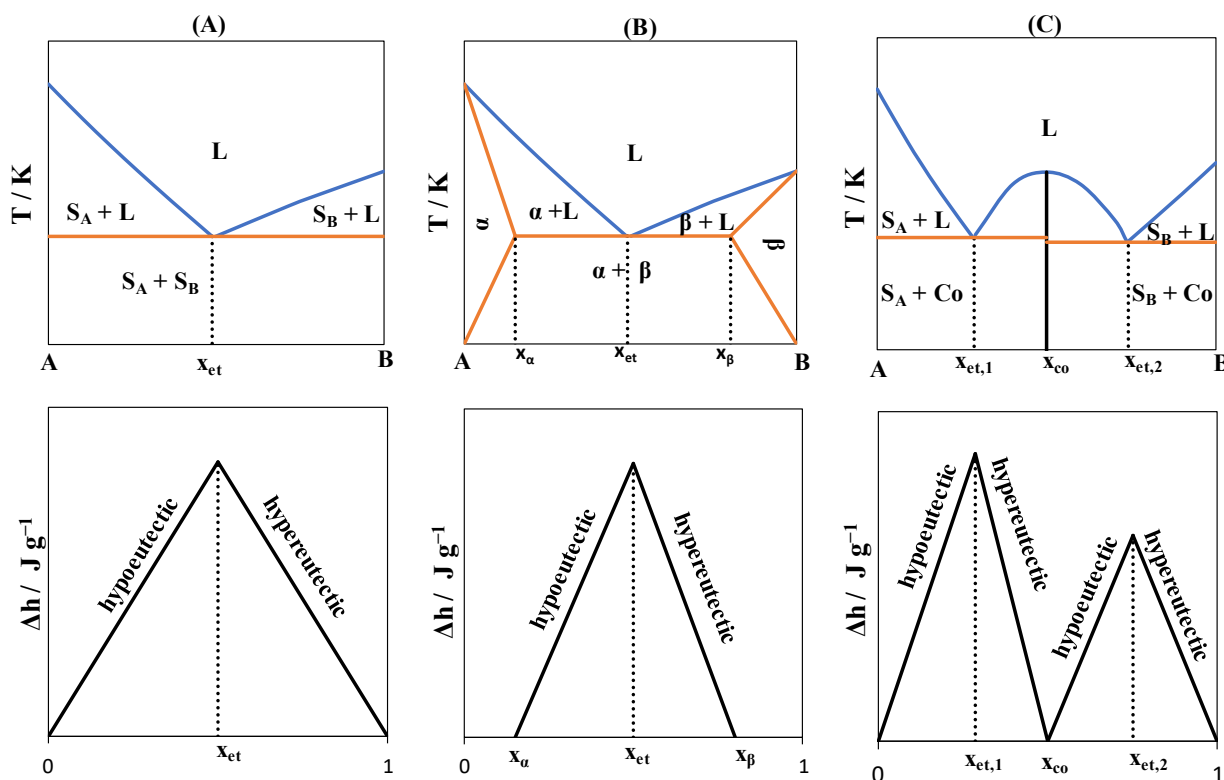 (A)
T / K
L
S_A + L
S_B + L
S_A + S_B
A
x_et
B
(B)
T / K
L
α
α +L
β + L
β
α + β
A
x_α
x_et
x_β
B
(C)
T / K
L
S_A + L
S_B + L
S_A + Co
S_B + Co
A
x_et,1
x_co
x_et,2
B
Δh / J g⁻¹
hypoeutectic
hypereutectic
0
x_et
1
Δh / J g⁻¹
hypoeutectic
hypereutectic
0
x_α
x_et
x_β
1
Δh / J g⁻¹
hypoeutectic
hypereutectic
hypoeutectic
hypereutectic
0
x_et,1
x_co
x_et,2
1